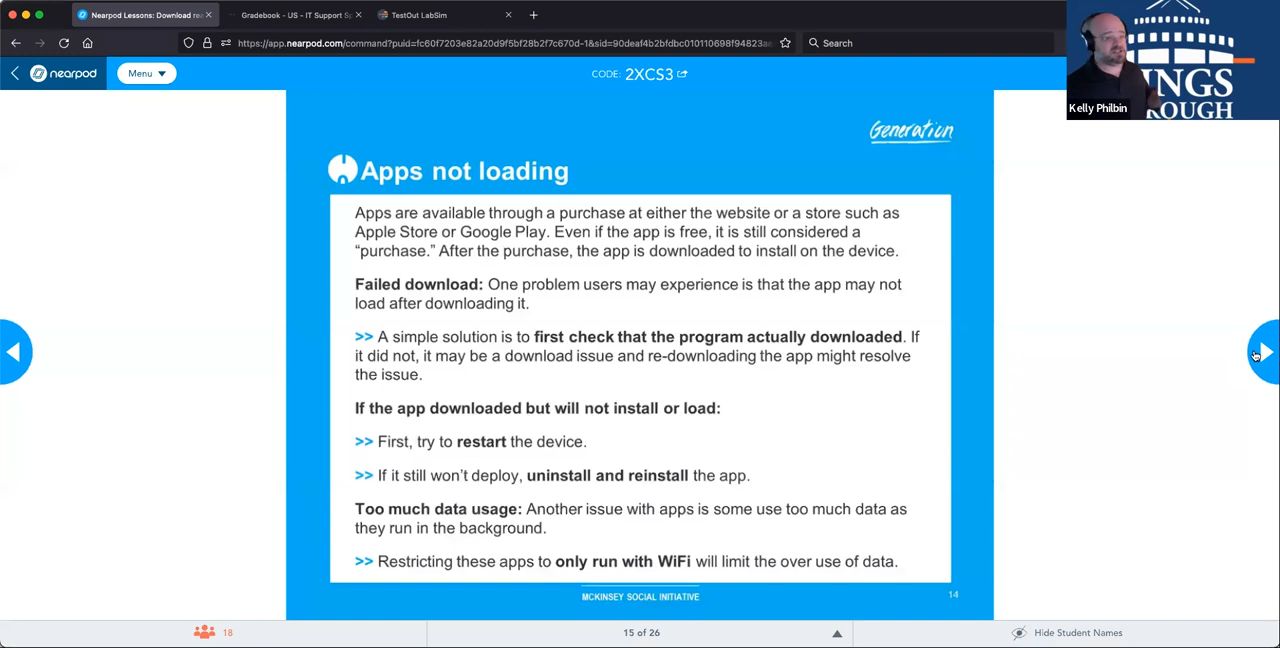 Nearpod Lessons: Download rea
Gradebook - US - IT Support Sp
TestOut LabSim
https://app.nearpod.com/command?puid=fc60f7203e82a20d9f5bf28b2f7c670d-1&sid=90deaf4b2bfdbc010110698f94823ae
Search
nearpod
Menu
CODE: 2XCS3
Kelly Philbin
INGS
ROUGH
Generation
Apps not loading
Apps are available through a purchase at either the website or a store such as
Apple Store or Google Play. Even if the app is free, it is still considered a
“purchase.” After the purchase, the app is downloaded to install on the device.
Failed download: One problem users may experience is that the app may not
load after downloading it.
>> A simple solution is to first check that the program actually downloaded. If
it did not, it may be a download issue and re-downloading the app might resolve
the issue.
If the app downloaded but will not install or load:
>> First, try to restart the device.
>> If it still won’t deploy, uninstall and reinstall the app.
Too much data usage: Another issue with apps is some use too much data as
they run in the background.
>> Restricting these apps to only run with WiFi will limit the over use of data.
MCKINSEY SOCIAL INITIATIVE
14
18
15 of 26
Hide Student Names